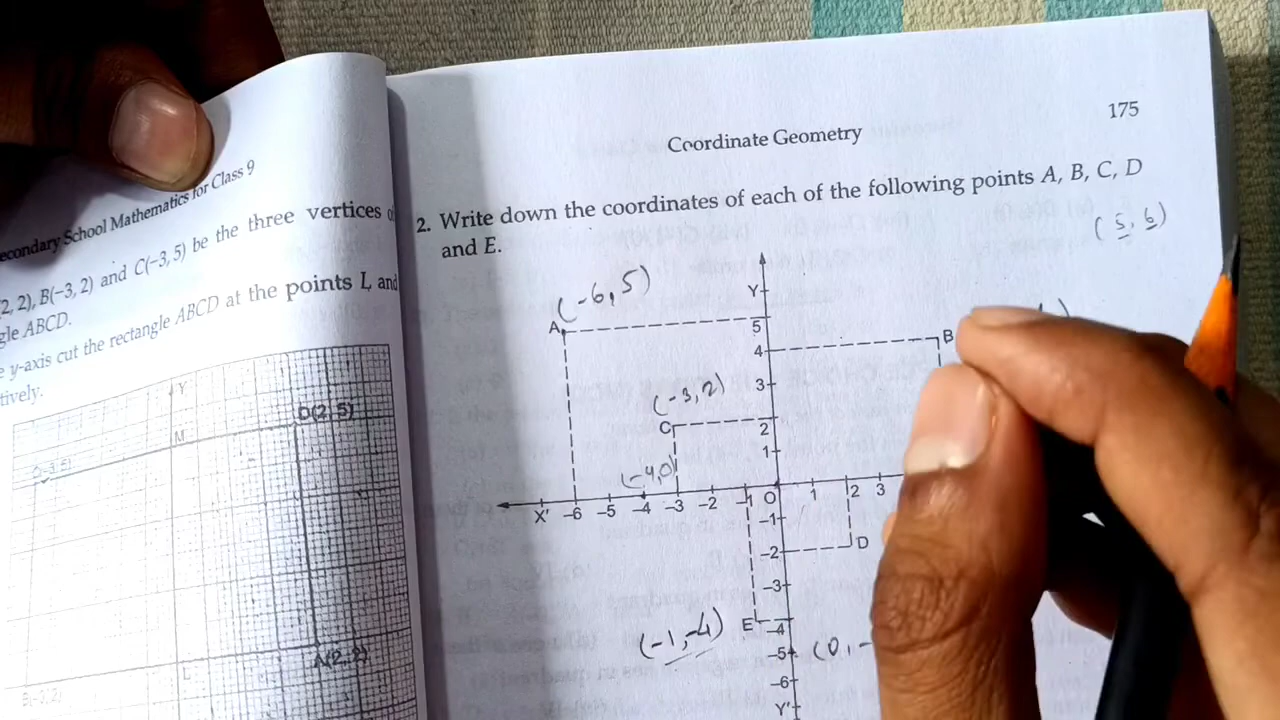 econdary School Mathematics for Class 9
2, 2), B(−3, 2) and C(−3, 5) be the three vertices
gle ABCD.
y-axis cut the rectangle ABCD at the points L and
tively.
Y
M
D(2, 5)
L
A(2, 2)
B(-3, 2)
175
Coordinate Geometry
2. Write down the coordinates of each of the following points A, B, C, D
and E.
(5, 6)
(-6, 5)
Y
A
5
B
4
(-3, 2)
3
C
2
(-4, 0)
1
X' −6 −5 −4 −3 −2 −1 O 1 2 3
−1
−2
D
−3
(-1, -4)
E
−4
−5
(0, -
−6
Y'